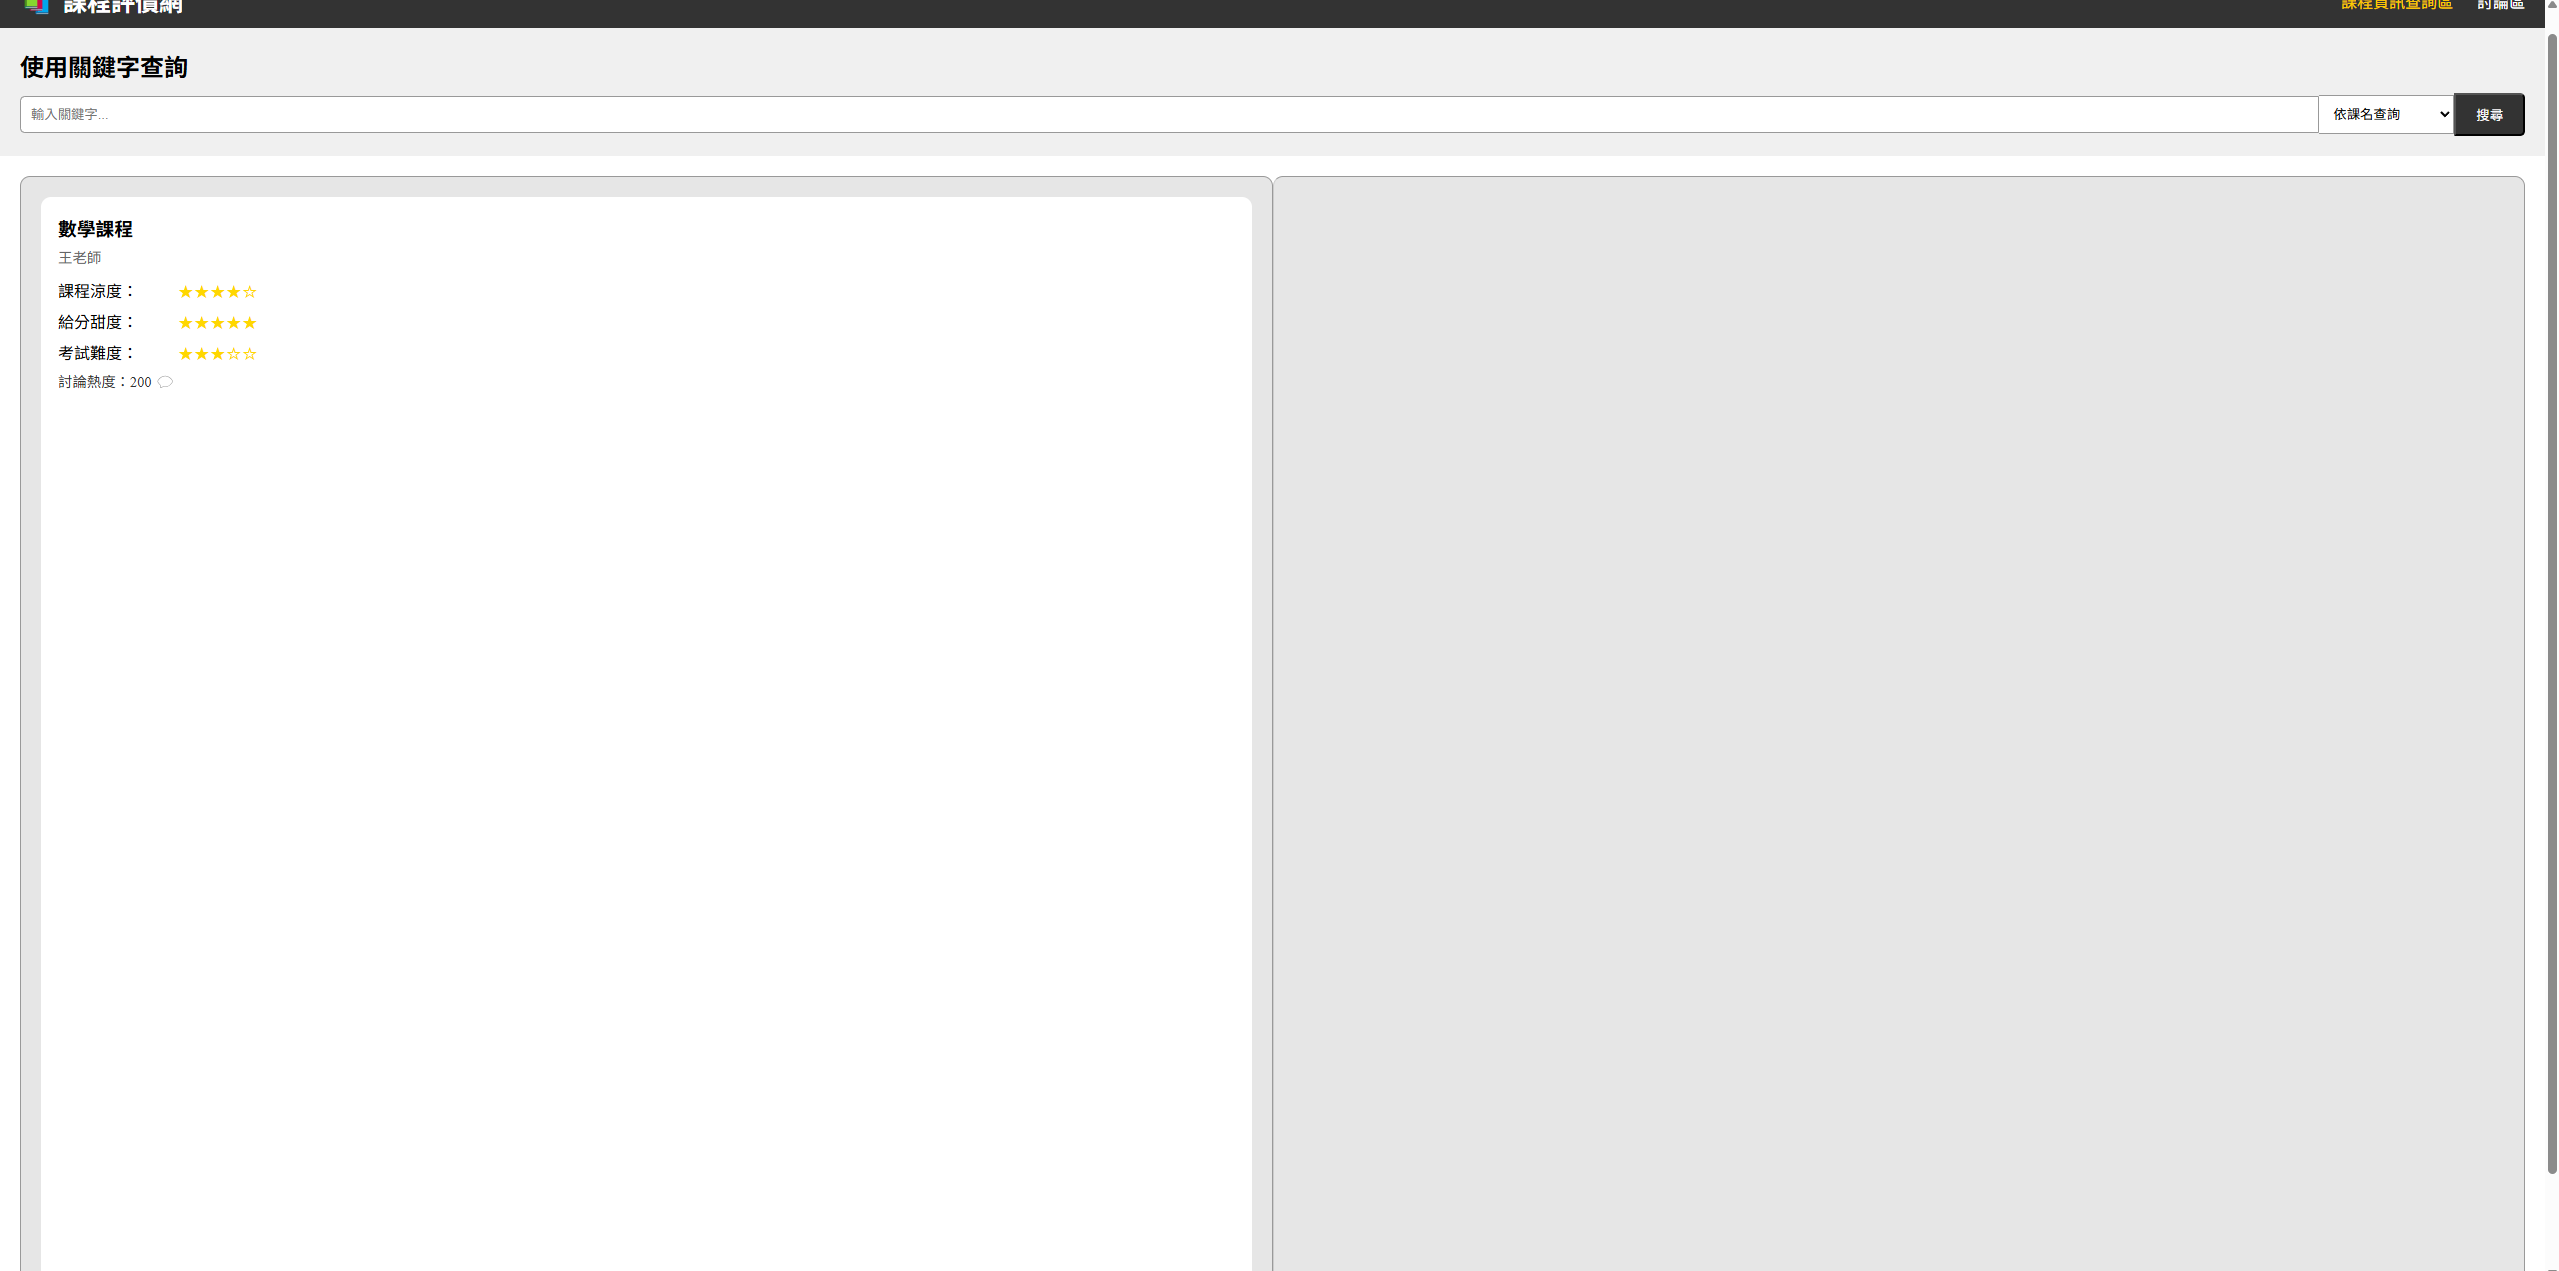 課程評價網
課程資訊查詢區 討論區
使用關鍵字查詢
輸入關鍵字...
依課名查詢
搜尋
數學課程
王老師
課程涼度：★★★★☆
給分甜度：★★★★★
考試難度：★★★☆☆
討論熱度：200